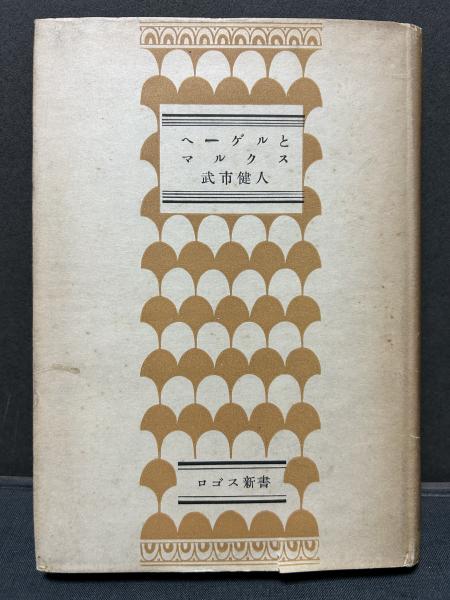 ヘーゲルと
マルクス
武市健人
ロゴス新書